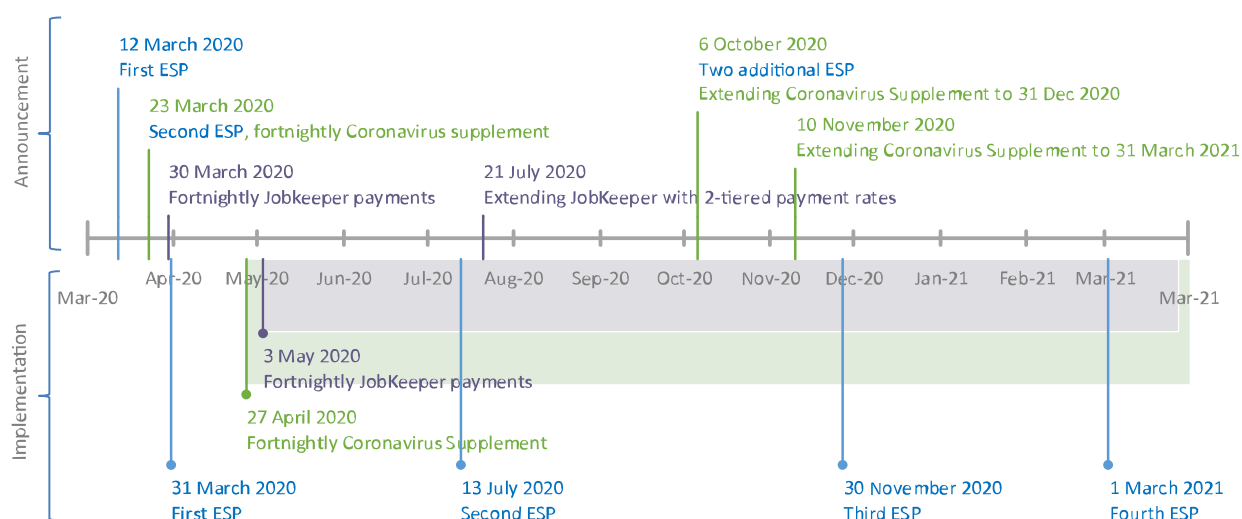 Announcement
12 March 2020
First ESP
23 March 2020
Second ESP, fortnightly Coronavirus supplement
30 March 2020
Fortnightly Jobkeeper payments
21 July 2020
Extending JobKeeper with 2-tiered payment rates
6 October 2020
Two additional ESP
Extending Coronavirus Supplement to 31 Dec 2020
10 November 2020
Extending Coronavirus Supplement to 31 March 2021
Mar-20
Apr-20
May-20
Jun-20
Jul-20
Aug-20
Sep-20
Oct-20
Nov-20
Dec-20
Jan-21
Feb-21
Mar-21
Mar-21
Implementation
3 May 2020
Fortnightly JobKeeper payments
27 April 2020
Fortnightly Coronavirus Supplement
31 March 2020
First ESP
13 July 2020
Second ESP
30 November 2020
Third ESP
1 March 2021
Fourth ESP